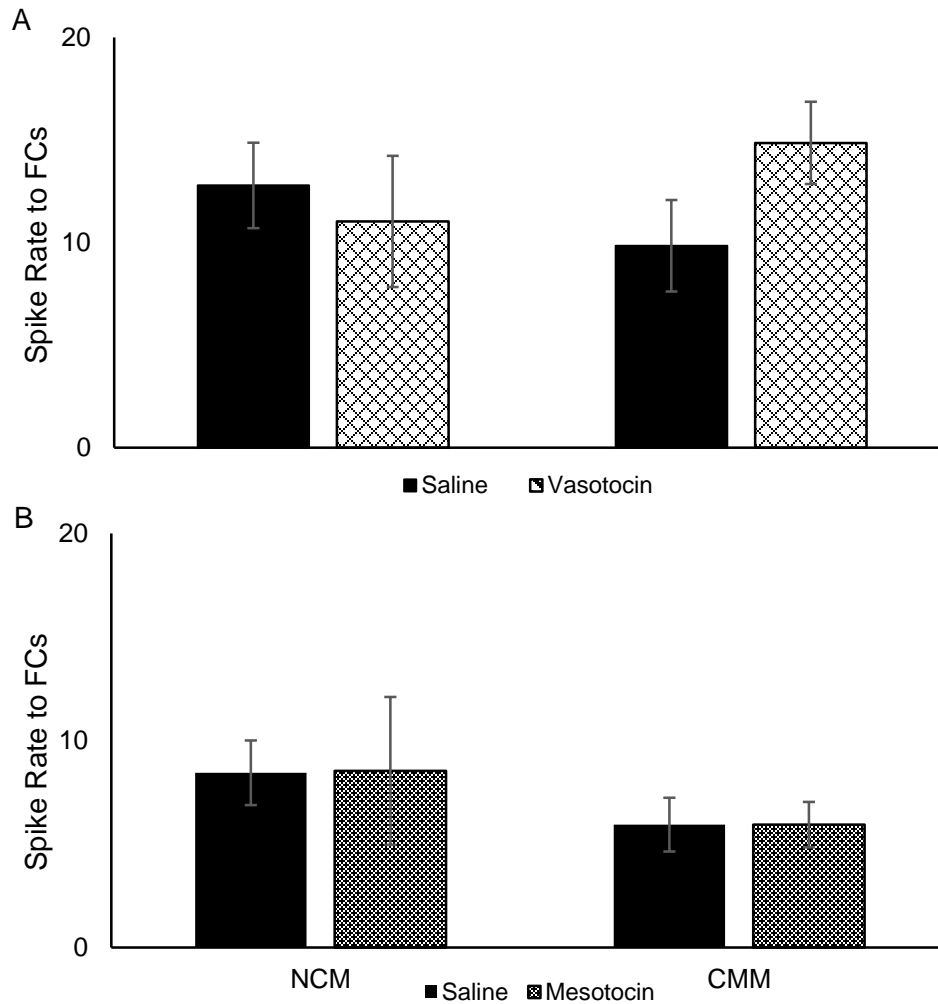 A
20
Spike Rate to FCs
10
0
Saline Vasotocin
B
20
Spike Rate to FCs
10
0
NCM CMM
Saline Mesotocin